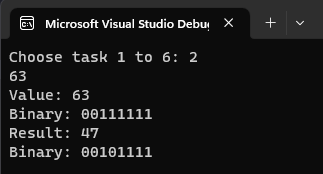 Microsoft Visual Studio Debu
Choose task 1 to 6: 2
63
Value: 63
Binary: 00111111
Result: 47
Binary: 00101111